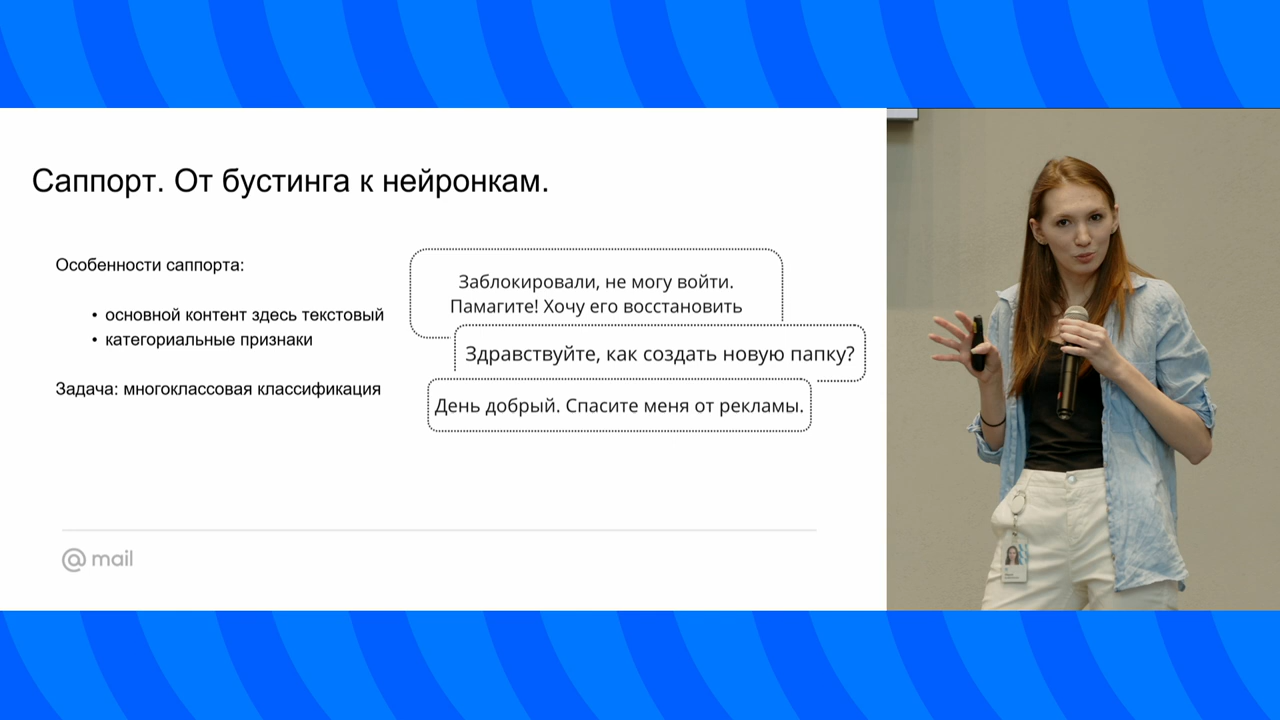 Саппорт. От бустинга к нейронкам.
Особенности саппорта:
• основной контент здесь текстовый
• категориальные признаки
Задача: многоклассовая классификация
Заблокировали, не могу войти.
Памагите! Хочу его восстановить
Здравствуйте, как создать новую папку?
День добрый. Спасите меня от рекламы.
@ mail